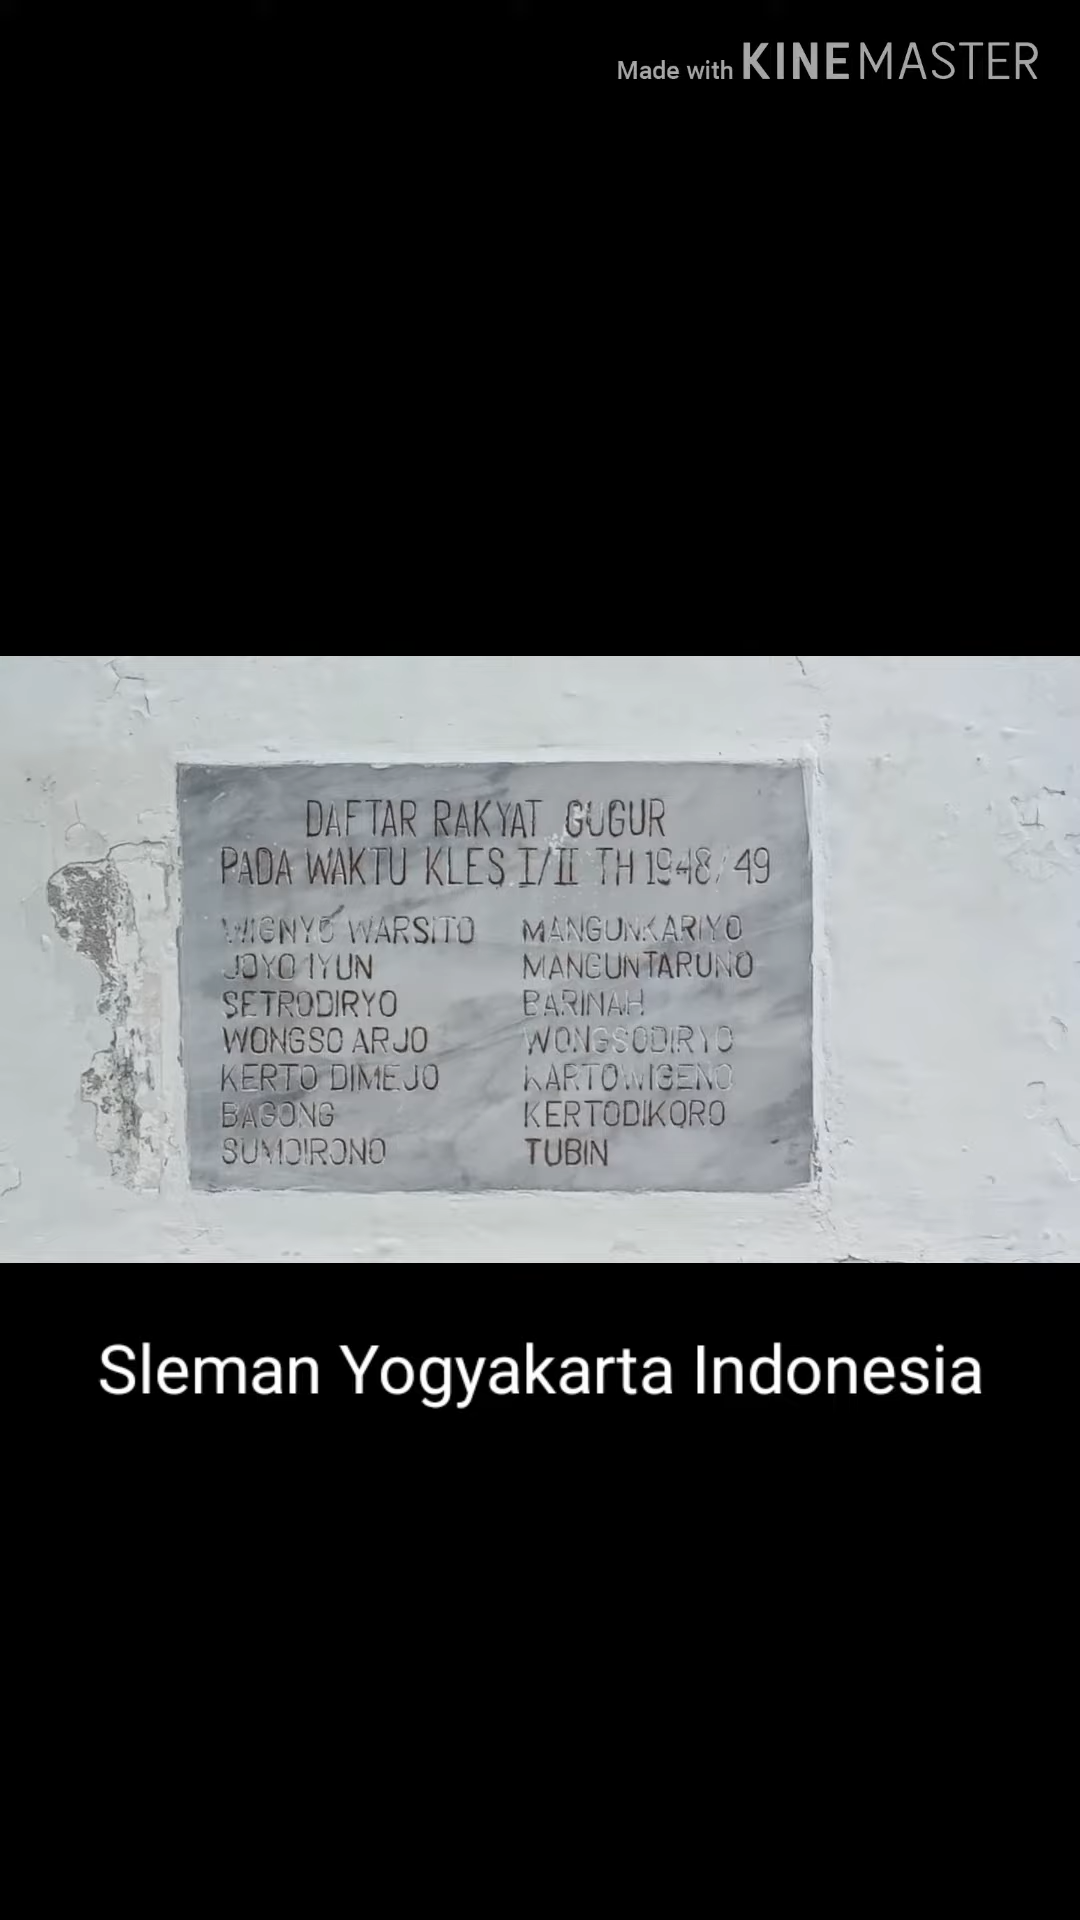 Made with KINEMASTER
DAFTAR RAKYAT GUGUR
PADA WAKTU KLES I/II TH 1948/49
WIGNYO WARSITO MANGUNKARIYO
JOYO IYUN MANGUNTARUNO
SETRODIRYO BARINAH
WONGSO ARJO WONGSODIRYO
KERTO DIMEJO KARTOWIGENO
BAGONG KERTODIKORO
SUMOIRONO TUBIN
Sleman Yogyakarta Indonesia